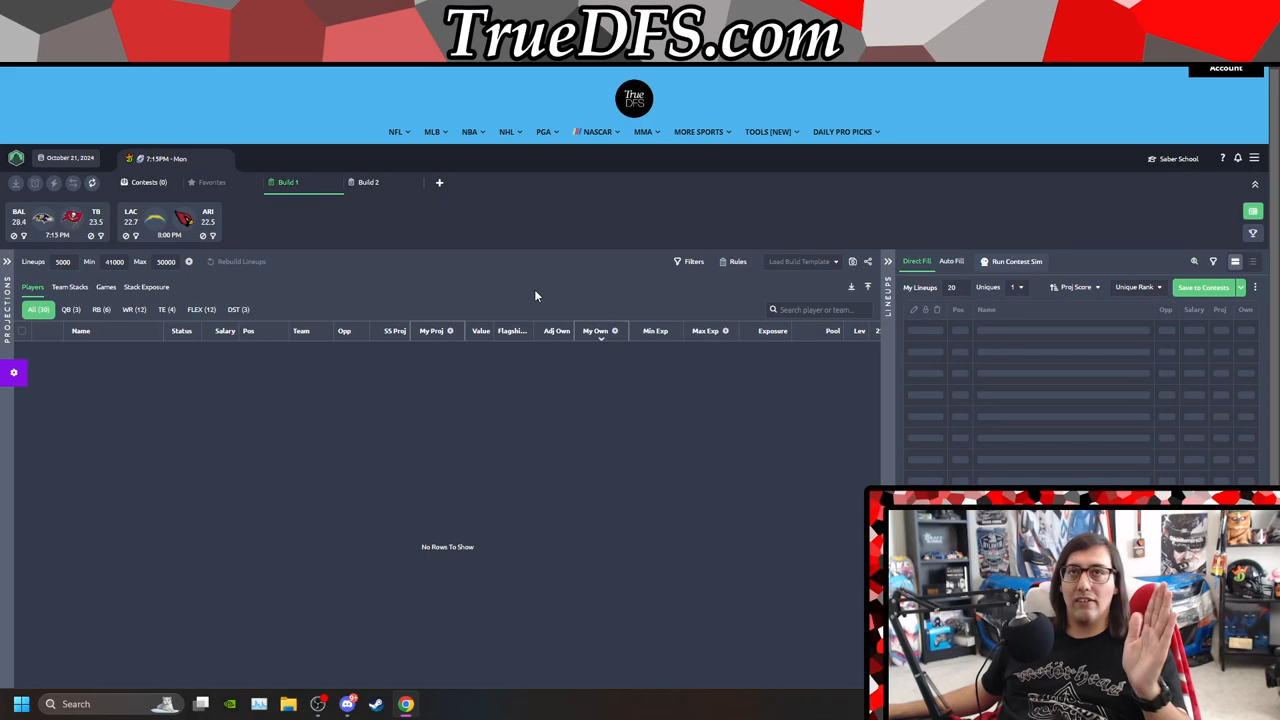 TrueDFS.com
Account
True
DFS
NFL MLB NBA NHL PGA NASCAR MMA MORE SPORTS TOOLS [NEW] DAILY PRO PICKS
October 21, 2024 7:15PM - Mon Saber School ?
Contests (0) Favorites Build 1 Build 2 +
BAL TB LAC ARI
28.4 23.5 22.7 22.5
7:15 PM 8:00 PM
Lineups 5000 Min 41000 Max 50000 Rebuild Lineups Filters Rules Load Build Template Direct Fill Auto Fill Run Contest Sim
PROJECTIONS
LINEUPS
Players Team Stacks Games Stack Exposure My Lineups 20 Uniques 1 Proj Score Unique Rank Save to Contests
All (30) QB (3) RB (6) WR (12) TE (4) FLEX (12) DST (3) Search player or team... Pos Name Opp Salary Proj Own
Name Status Salary Pos Team Opp SS Proj My Proj Value Flagshi... Adj Own My Own Min Exp Max Exp Exposure Pool Lev
No Rows To Show
Motörhead
Search
9+